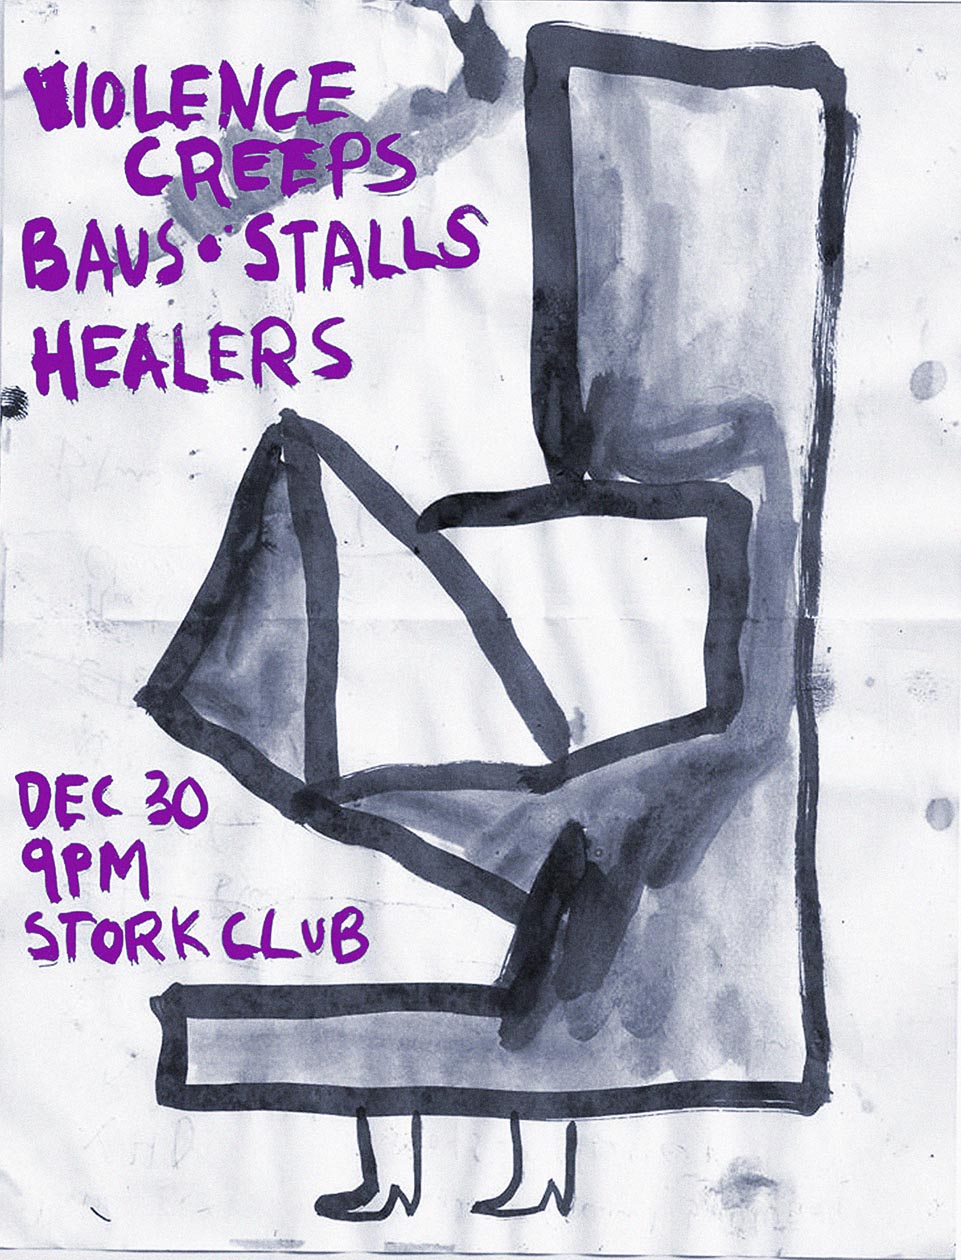 VIOLENCE
CREEPS
BAUS • STALLS
HEALERS
DEC 30
9PM
STORK CLUB